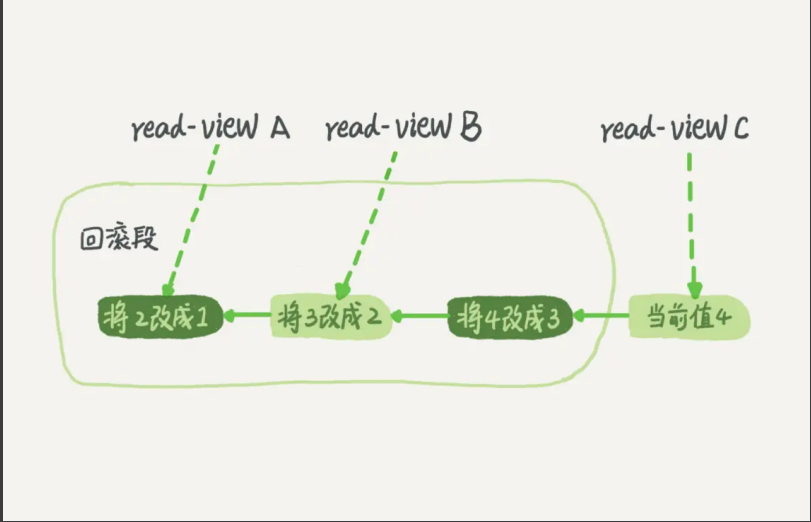 read-view A
read-view B
read-view C
回滚段
将2改成1
将3改成2
将4改成3
当前值4